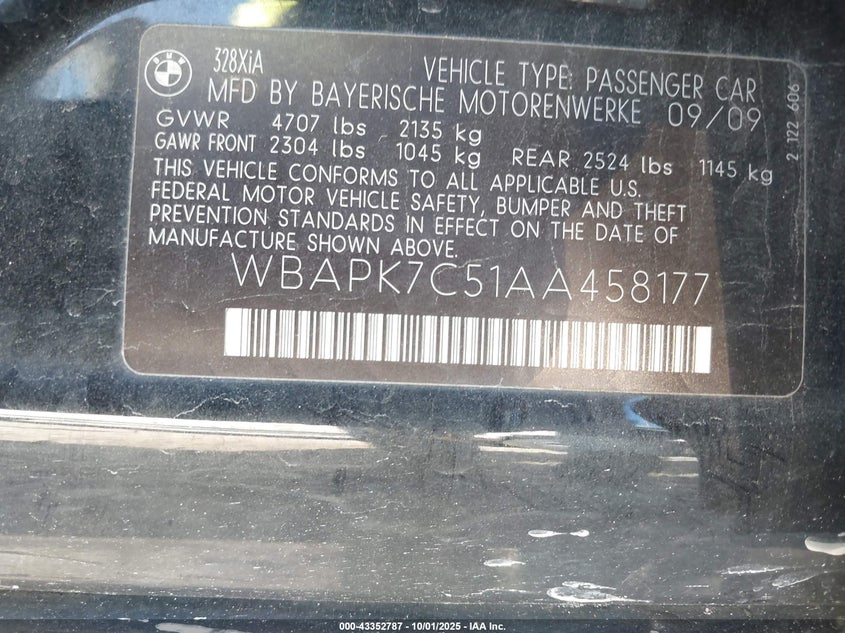 BMW
328XiA
VEHICLE TYPE: PASSENGER CAR
MFD BY BAYERISCHE MOTORENWERKE 09/09
GVWR 4707 lbs 2135 kg
GAWR FRONT 2304 lbs 1045 kg REAR 2524 lbs 1145 kg
THIS VEHICLE CONFORMS TO ALL APPLICABLE U.S.
FEDERAL MOTOR VEHICLE SAFETY, BUMPER AND THEFT
PREVENTION STANDARDS IN EFFECT ON THE DATE OF
MANUFACTURE SHOWN ABOVE.
WBAPK7C51AA458177
2 122 606
000-43352787 - 10/01/2025 - IAA Inc.